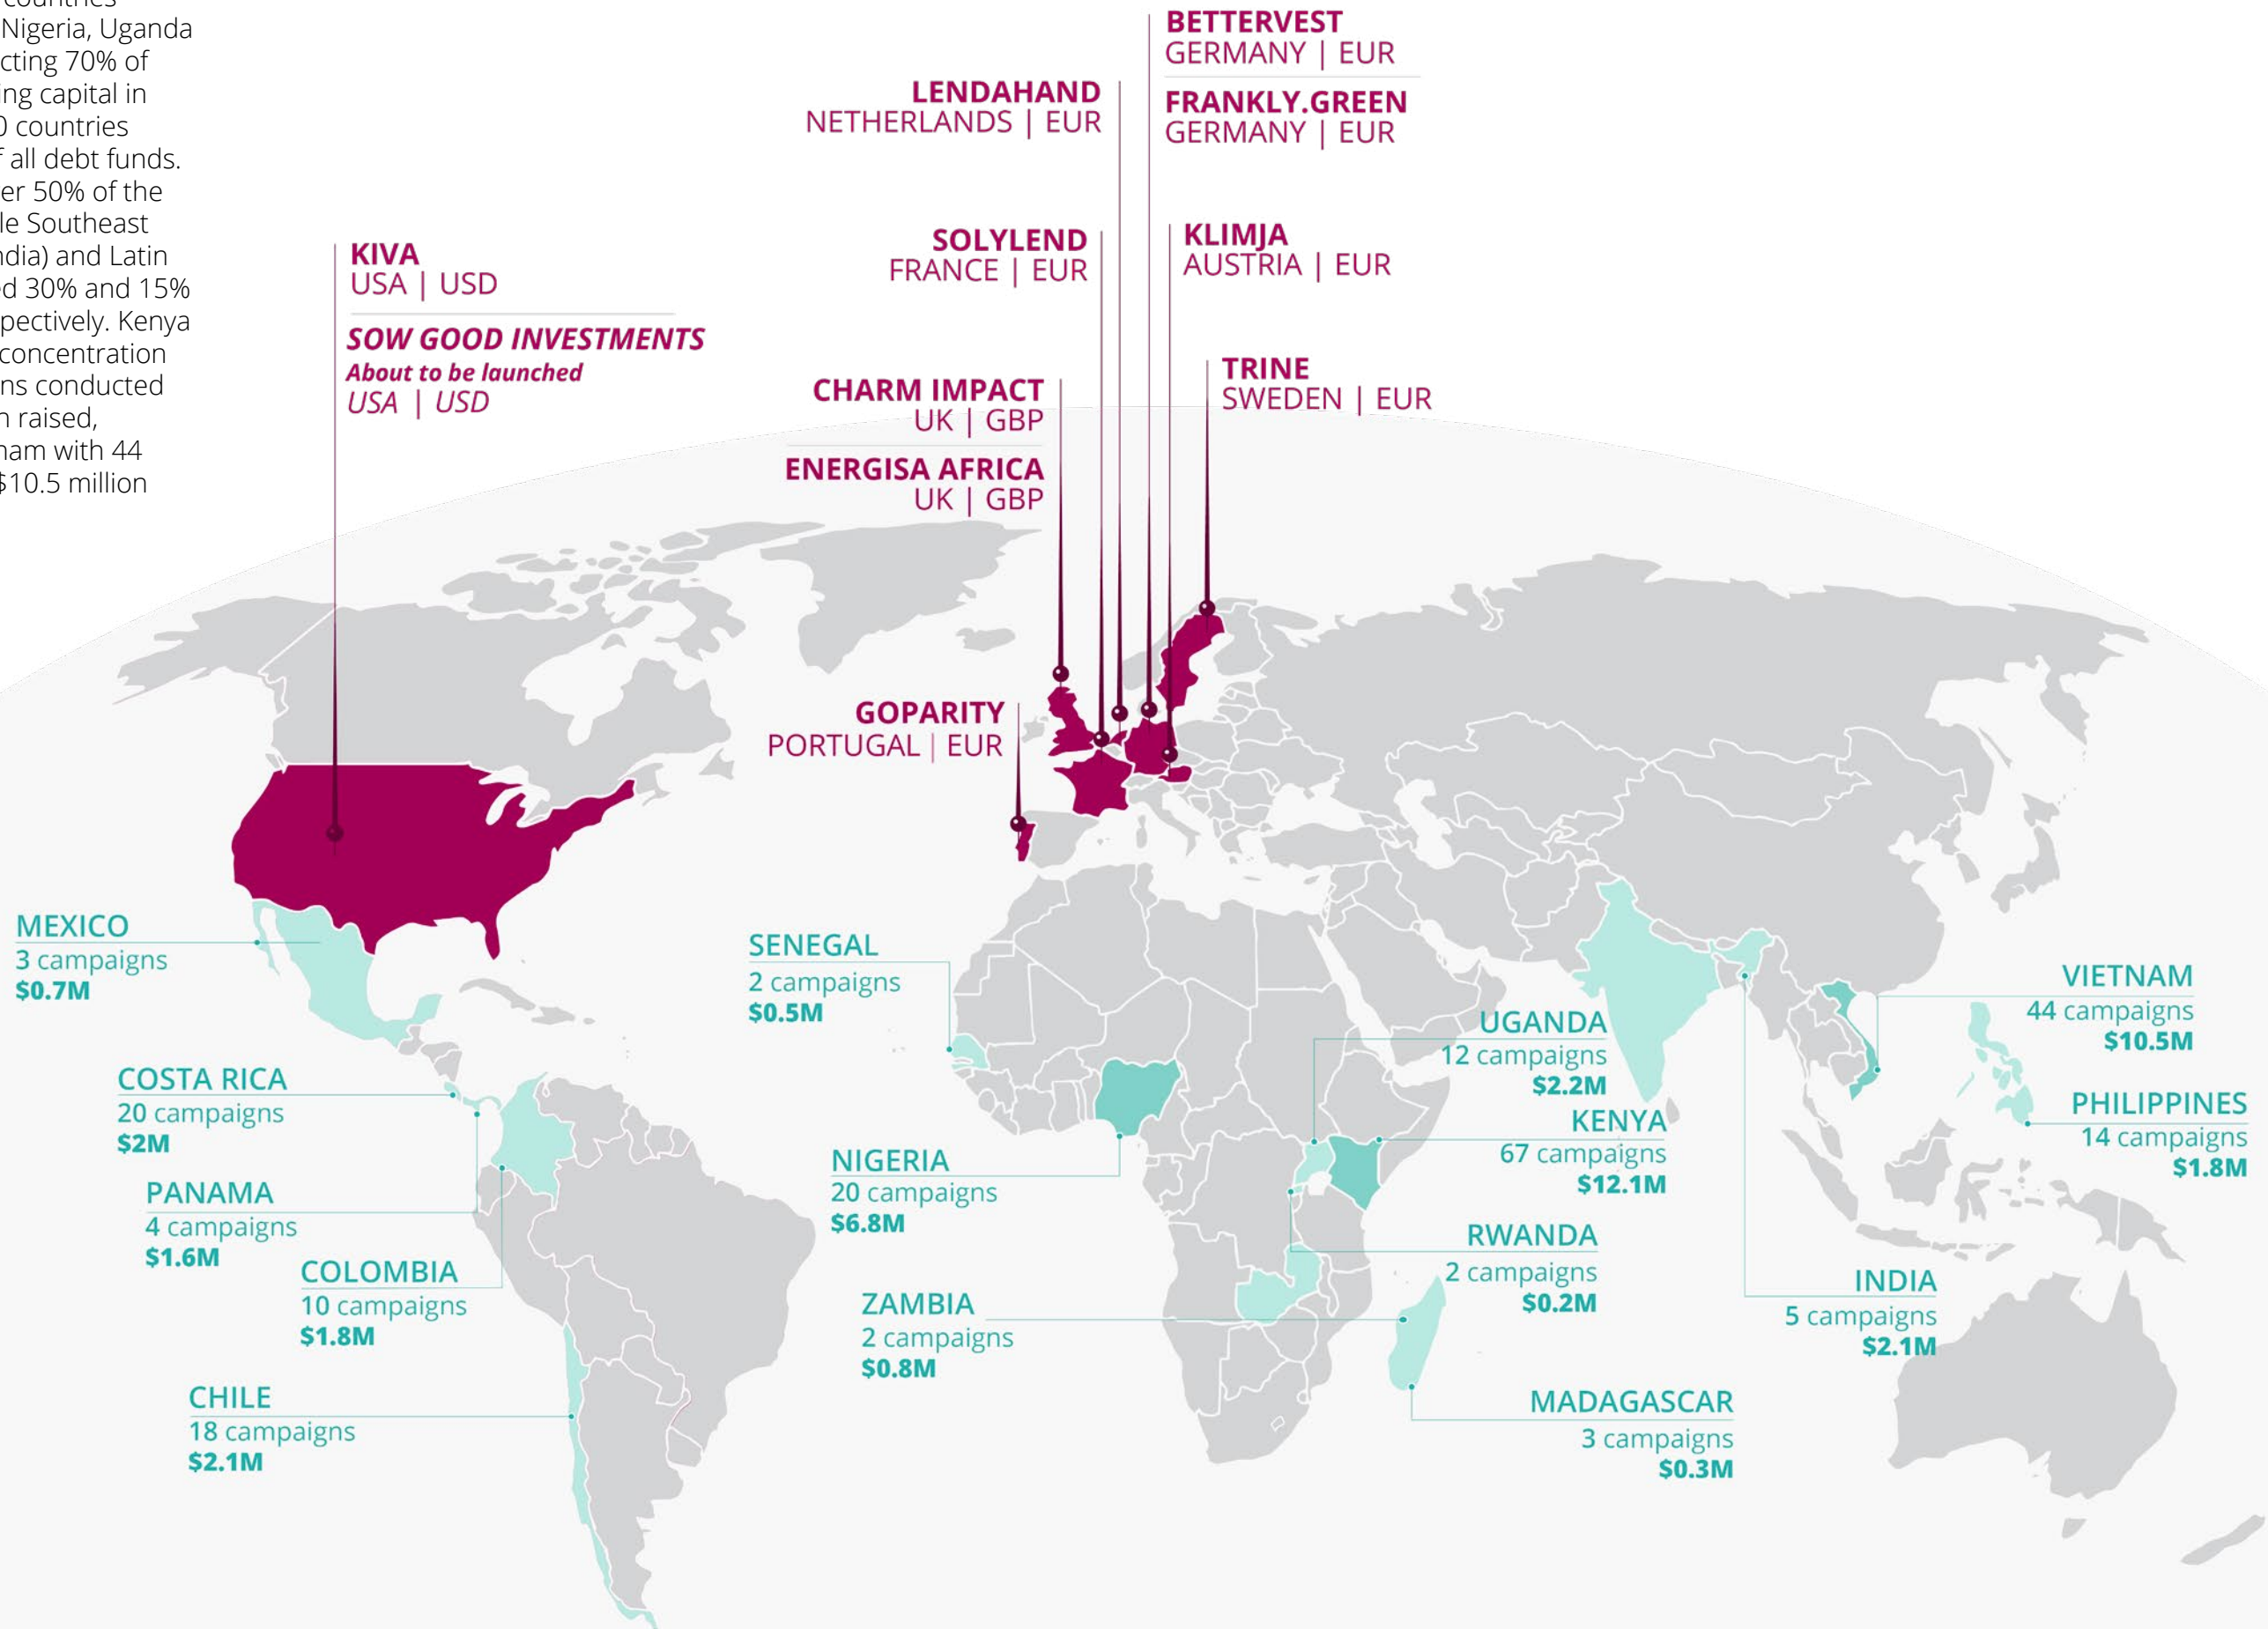 countries
Nigeria, Uganda
cting 70% of
ing capital in
0 countries
f all debt funds.
er 50% of the
le Southeast
ndia) and Latin
ed 30% and 15%
pectively. Kenya
concentration
ns conducted
n raised,
nam with 44
$10.5 million
BETTERVEST
GERMANY | EUR
FRANKLY.GREEN
GERMANY | EUR
LENDAHAND
NETHERLANDS | EUR
SOLYLEND
FRANCE | EUR
KLIMJA
AUSTRIA | EUR
KIVA
USA | USD
SOW GOOD INVESTMENTS
About to be launched
USA | USD
CHARM IMPACT
UK | GBP
ENERGISA AFRICA
UK | GBP
TRINE
SWEDEN | EUR
GOPARITY
PORTUGAL | EUR
MEXICO
3 campaigns
$0.7M
COSTA RICA
20 campaigns
$2M
PANAMA
4 campaigns
$1.6M
COLOMBIA
10 campaigns
$1.8M
CHILE
18 campaigns
$2.1M
SENEGAL
2 campaigns
$0.5M
NIGERIA
20 campaigns
$6.8M
ZAMBIA
2 campaigns
$0.8M
UGANDA
12 campaigns
$2.2M
KENYA
67 campaigns
$12.1M
RWANDA
2 campaigns
$0.2M
MADAGASCAR
3 campaigns
$0.3M
VIETNAM
44 campaigns
$10.5M
PHILIPPINES
14 campaigns
$1.8M
INDIA
5 campaigns
$2.1M